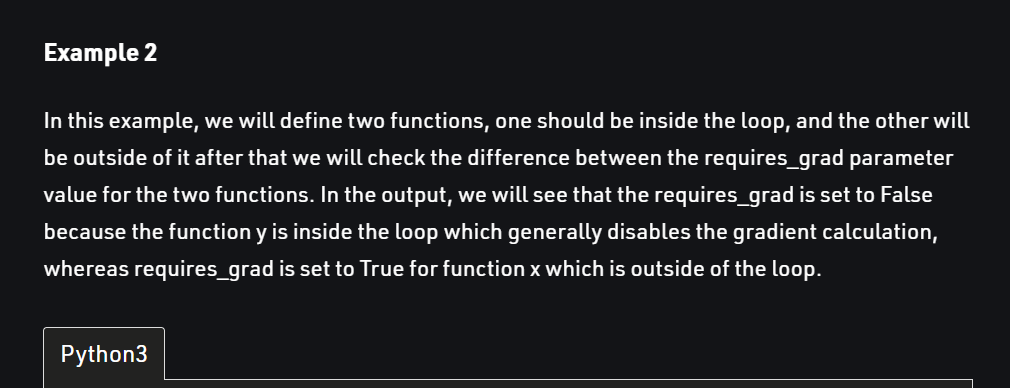 Example 2
In this example, we will define two functions, one should be inside the loop, and the other will
be outside of it after that we will check the difference between the requires_grad parameter
value for the two functions. In the output, we will see that the requires_grad is set to False
because the function y is inside the loop which generally disables the gradient calculation,
whereas requires_grad is set to True for function x which is outside of the loop.
Python3